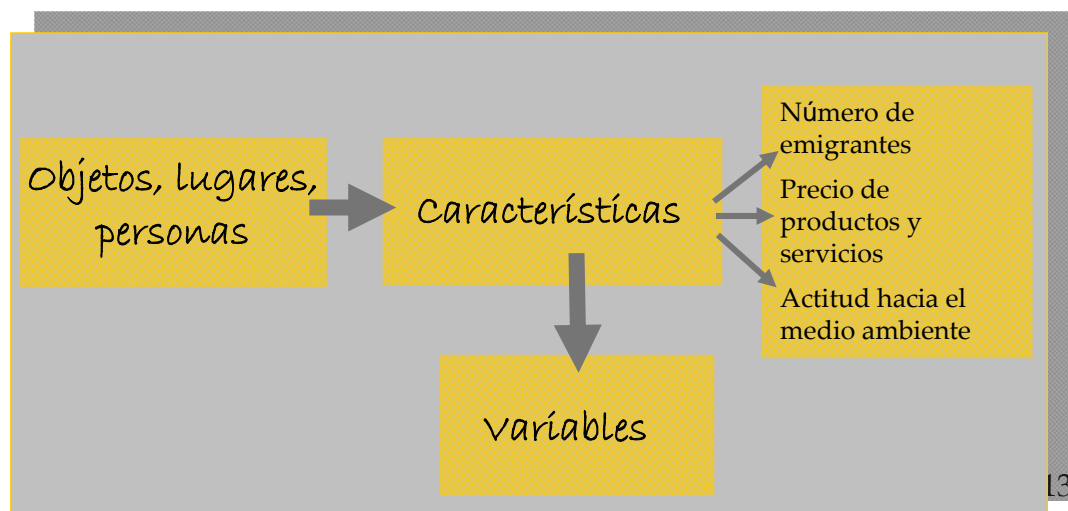 Objetos, lugares,
personas
Características
Número de
emigrantes
Precio de
productos y
servicios
Actitud hacia el
medio ambiente
Variables
13